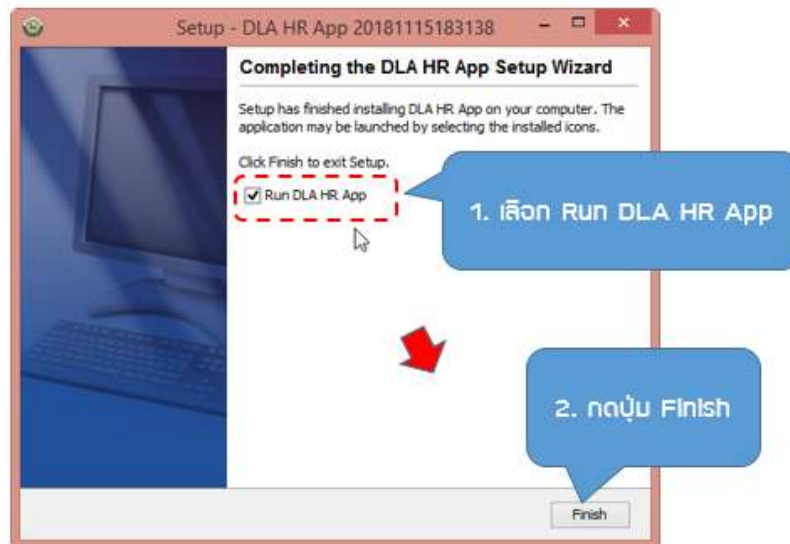 Setup - DLA HR App 20181115183138
Completing the DLA HR App Setup Wizard
Setup has finished installing DLA HR App on your computer. The
application may be launched by selecting the installed icons.
Click Finish to exit Setup.
Run DLA HR App
1. เลือก Run DLA HR App
2. กดปุ่ม Finish
Finish